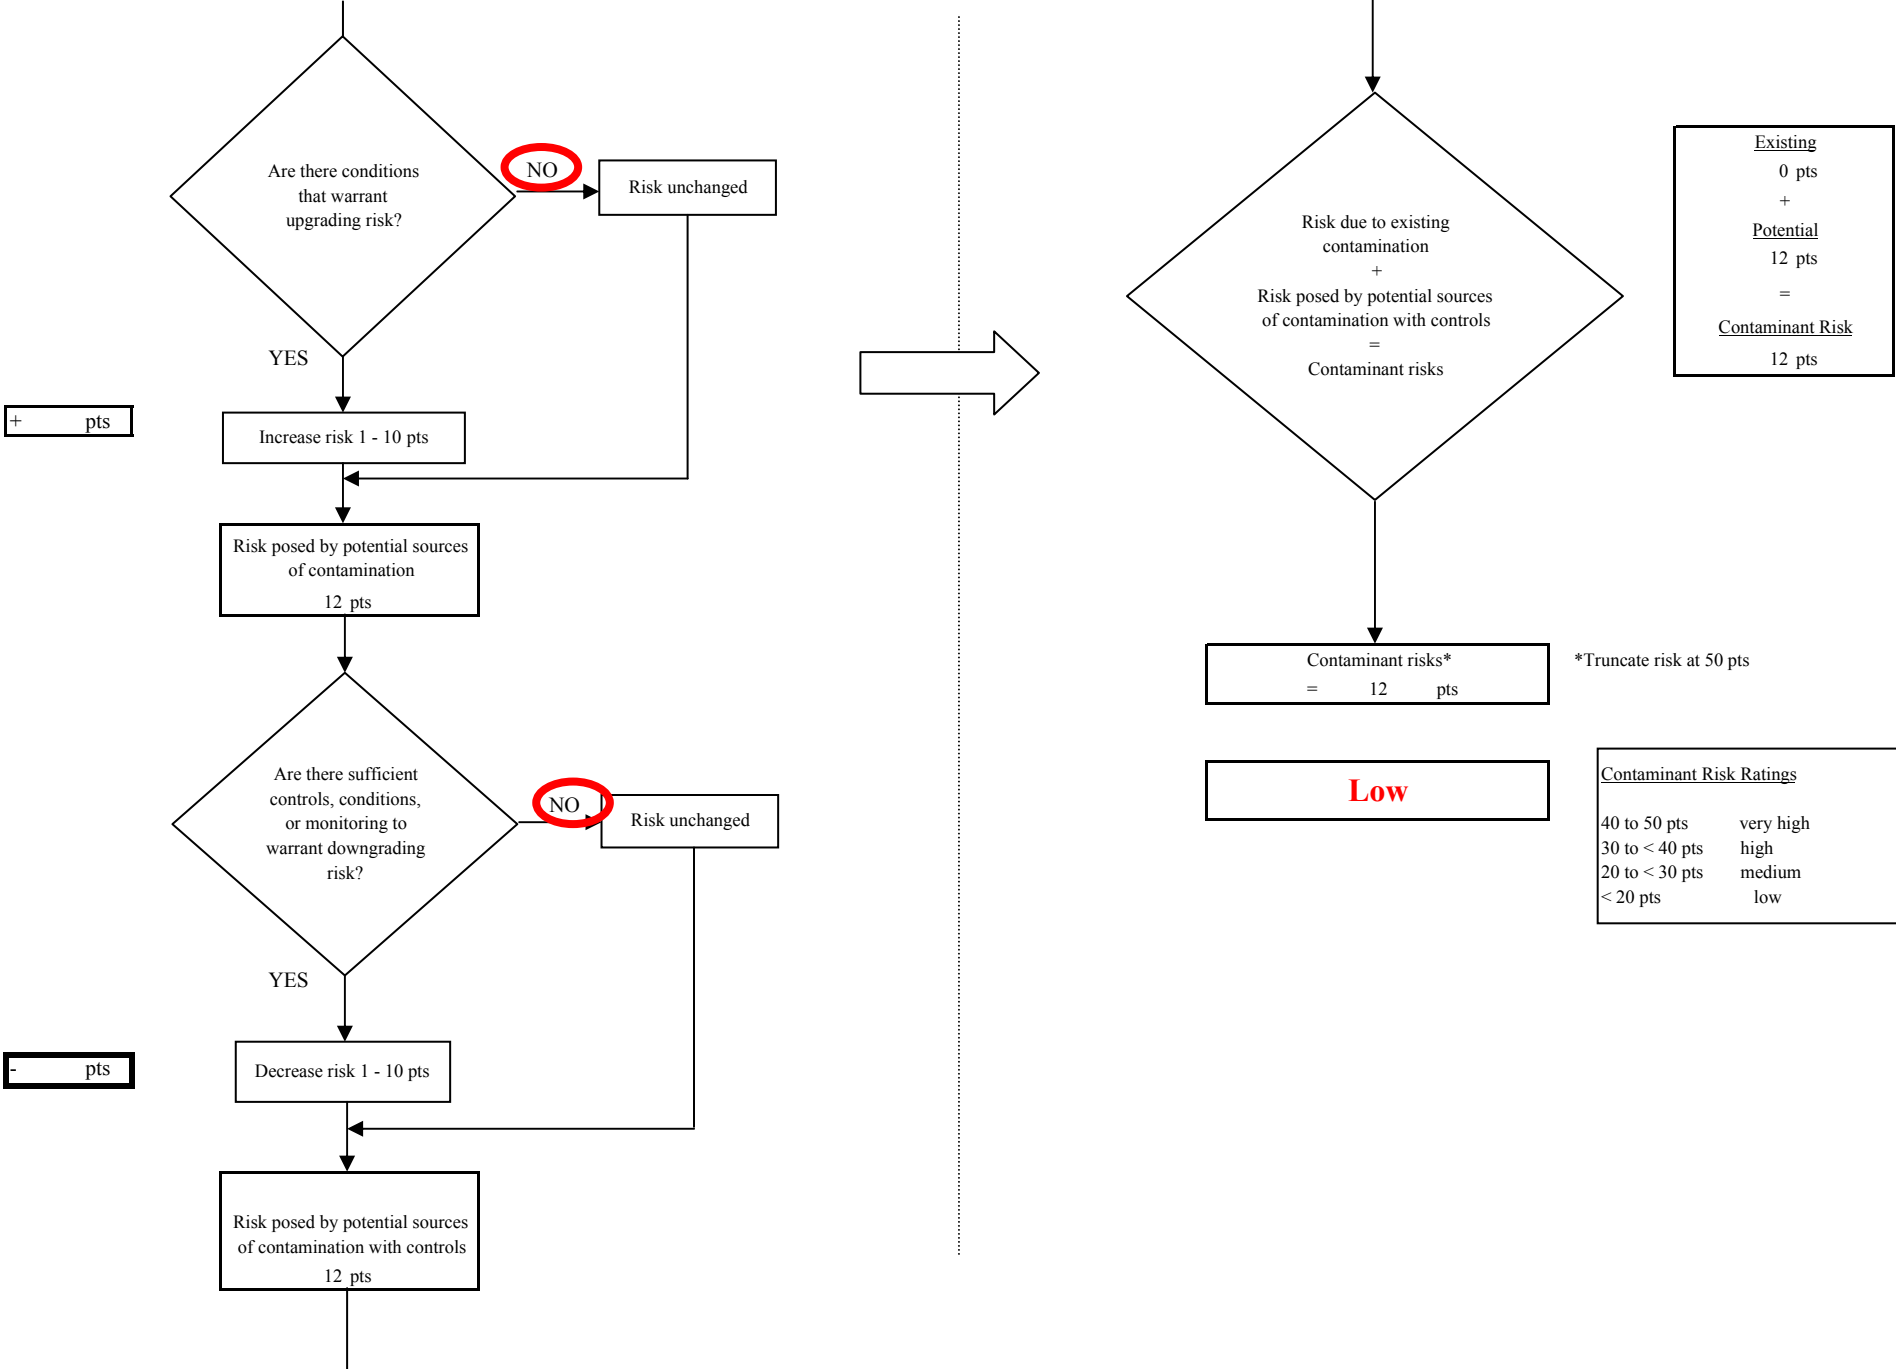 Are there conditions
that warrant
upgrading risk?
NO
Risk unchanged
YES
+ pts
Increase risk 1 - 10 pts
Risk posed by potential sources
of contamination
12 pts
Are there sufficient
controls, conditions,
or monitoring to
warrant downgrading
risk?
NO
Risk unchanged
YES
- pts
Decrease risk 1 - 10 pts
Risk posed by potential sources
of contamination with controls
12 pts
Risk due to existing
contamination
+
Risk posed by potential sources
of contamination with controls
=
Contaminant risks
Existing
0 pts
+
Potential
12 pts
=
Contaminant Risk
12 pts
Contaminant risks*
= 12 pts
*Truncate risk at 50 pts
Low
Contaminant Risk Ratings
40 to 50 pts very high
30 to < 40 pts high
20 to < 30 pts medium
< 20 pts low